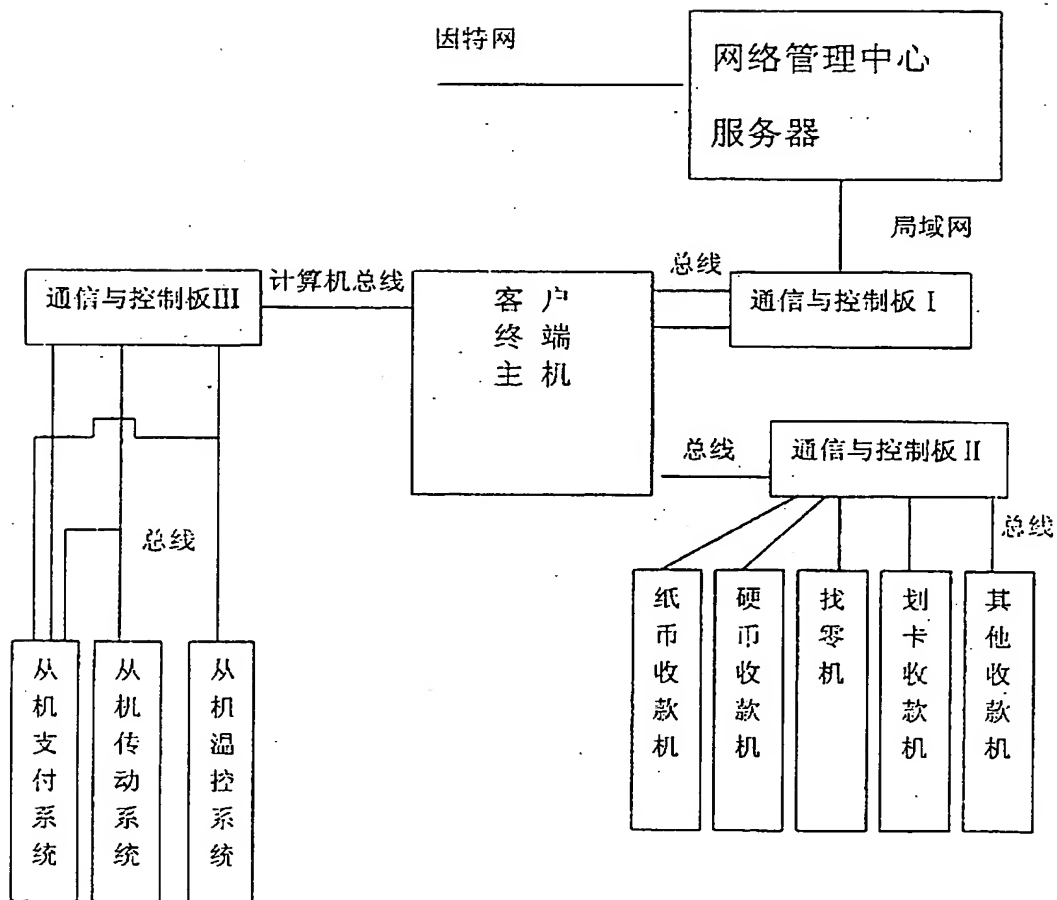 因特网
网络管理中心
服务器
局域网
通信与控制板III
计算机总线
客户
终端
主机
总线
通信与控制板 I
总线
通信与控制板 II
总线
总线
纸币收款机
硬币收款机
找零机
划卡收款机
其他收款机
从机支付系统
从机传动系统
从机温控系统